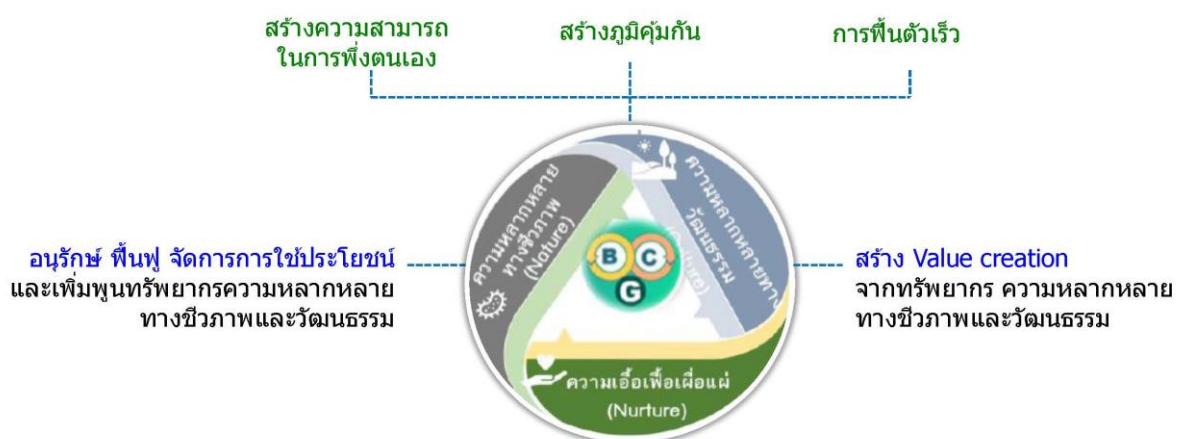 สร้างความสามารถ
ในการพึ่งตนเอง
สร้างภูมิคุ้มกัน
การฟื้นตัวเร็ว
ความหลากหลาย
ทางชีวภาพ
(Nature)
ความหลากหลายทาง
วัฒนธรรม
B C
G
อนุรักษ์ ฟื้นฟู จัดการการใช้ประโยชน์
และเพิ่มพูนทรัพยากรความหลากหลาย
ทางชีวภาพและวัฒนธรรม
สร้าง Value creation
จากทรัพยากร ความหลากหลาย
ทางชีวภาพและวัฒนธรรม
ความเอื้อเฟื้อเผื่อแผ่
(Nurture)